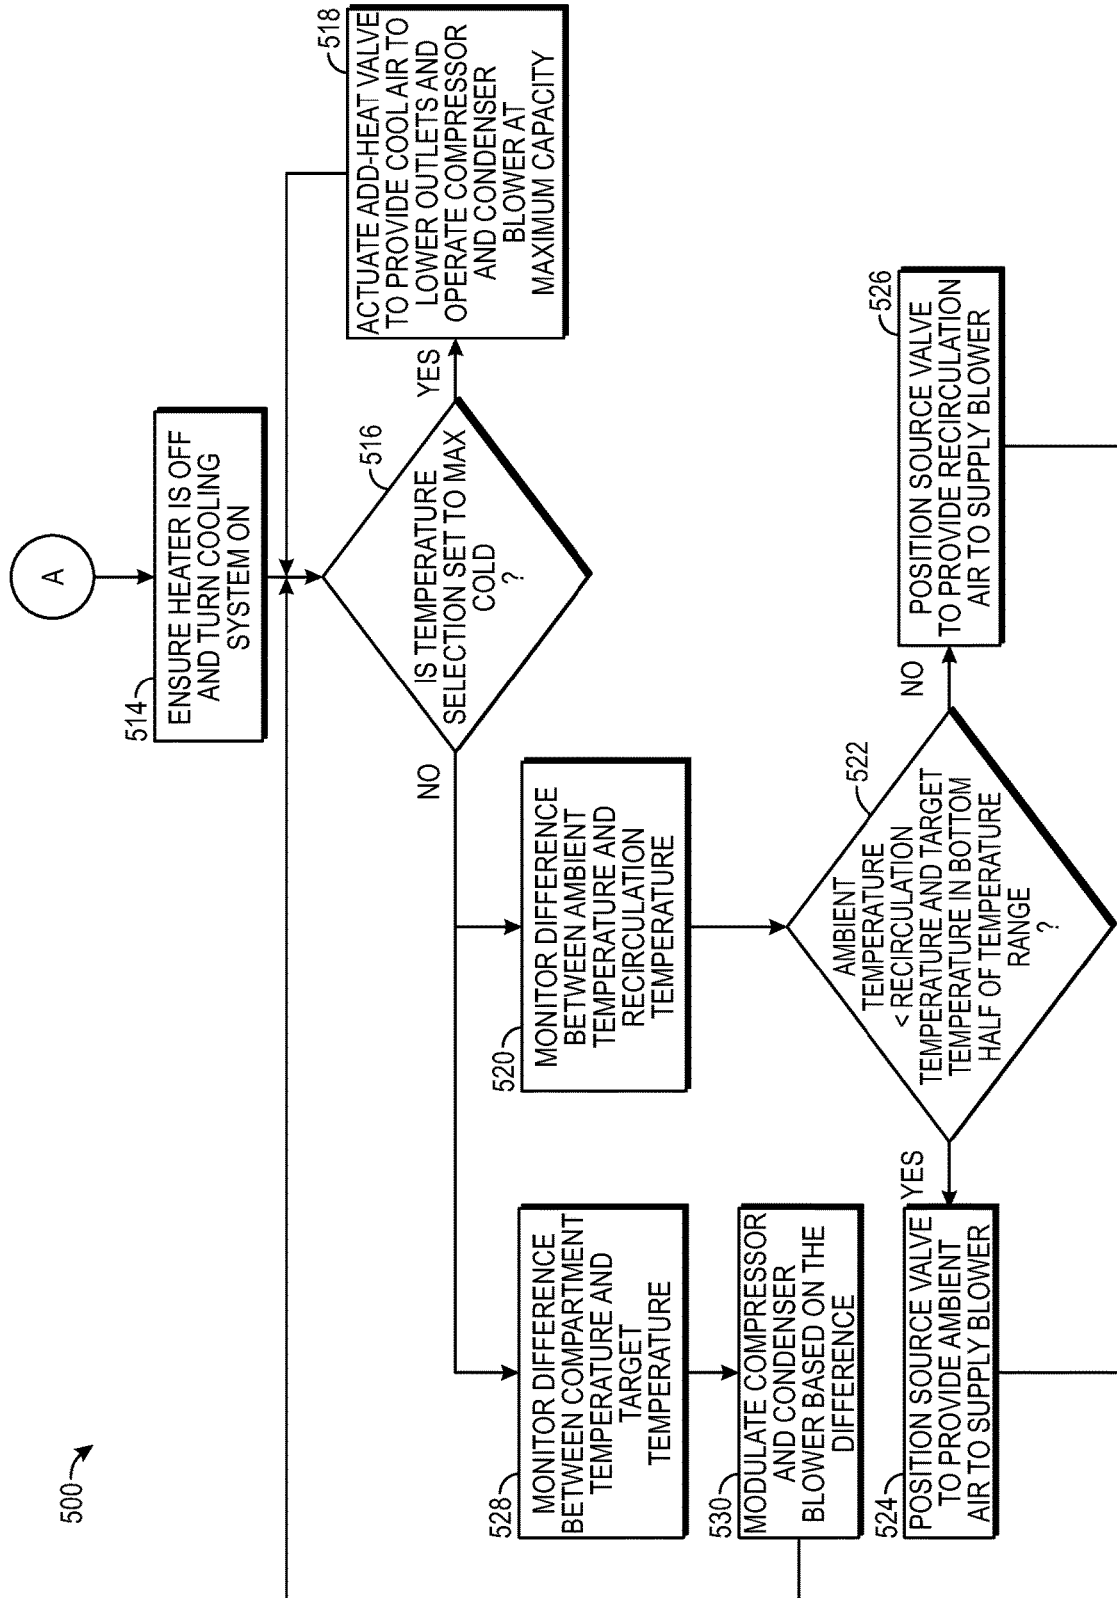 500
A
514
ENSURE HEATER IS OFF
AND TURN COOLING
SYSTEM ON
516
IS TEMPERATURE
SELECTION SET TO MAX
COLD
?
YES
518
ACTUATE ADD-HEAT VALVE
TO PROVIDE COOL AIR TO
LOWER OUTLETS AND
OPERATE COMPRESSOR
AND CONDENSER
BLOWER AT
MAXIMUM CAPACITY
NO
528
MONITOR DIFFERENCE
BETWEEN COMPARTMENT
TEMPERATURE AND
TARGET
TEMPERATURE
530
MODULATE COMPRESSOR
AND CONDENSER
BLOWER BASED ON THE
DIFFERENCE
520
MONITOR DIFFERENCE
BETWEEN AMBIENT
TEMPERATURE AND
RECIRCULATION
TEMPERATURE
522
AMBIENT
TEMPERATURE
< RECIRCULATION
TEMPERATURE AND TARGET
TEMPERATURE IN BOTTOM
HALF OF TEMPERATURE
RANGE
?
YES
524
POSITION SOURCE VALVE
TO PROVIDE AMBIENT
AIR TO SUPPLY BLOWER
NO
526
POSITION SOURCE VALVE
TO PROVIDE RECIRCULATION
AIR TO SUPPLY BLOWER